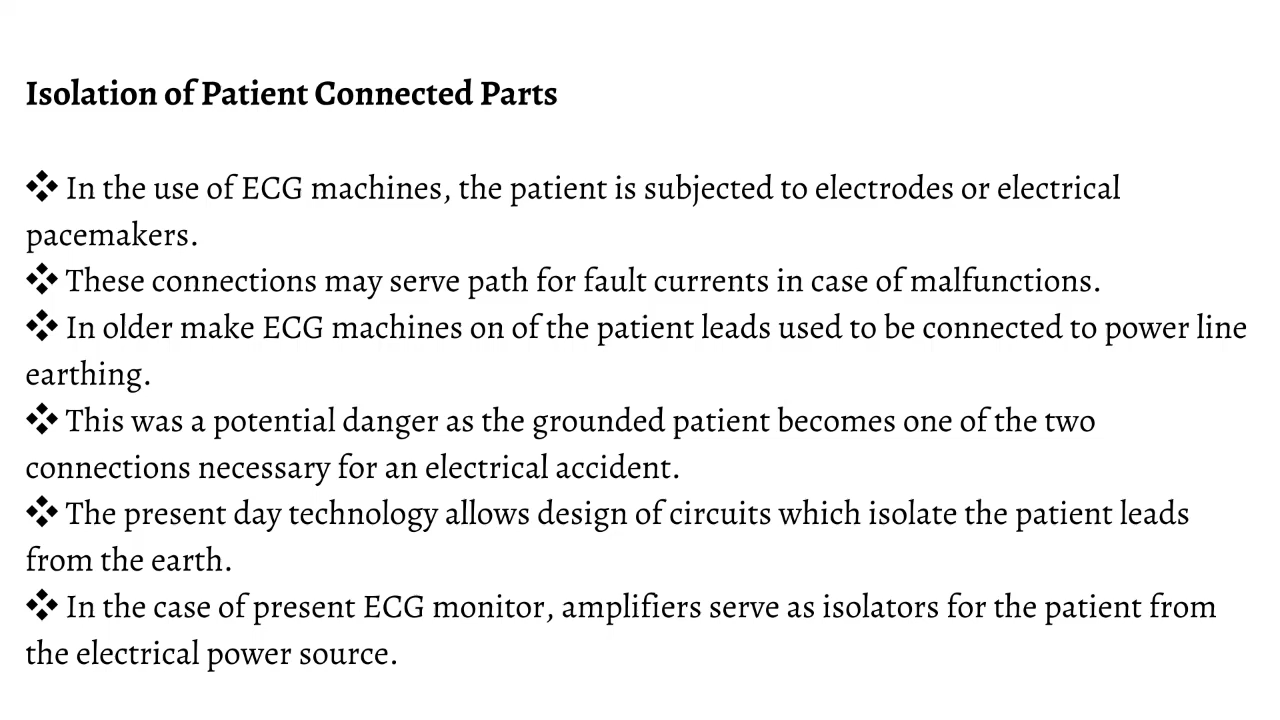 Isolation of Patient Connected Parts
❖ In the use of ECG machines, the patient is subjected to electrodes or electrical
pacemakers.
❖ These connections may serve path for fault currents in case of malfunctions.
❖ In older make ECG machines on of the patient leads used to be connected to power line
earthing.
❖ This was a potential danger as the grounded patient becomes one of the two
connections necessary for an electrical accident.
❖ The present day technology allows design of circuits which isolate the patient leads
from the earth.
❖ In the case of present ECG monitor, amplifiers serve as isolators for the patient from
the electrical power source.